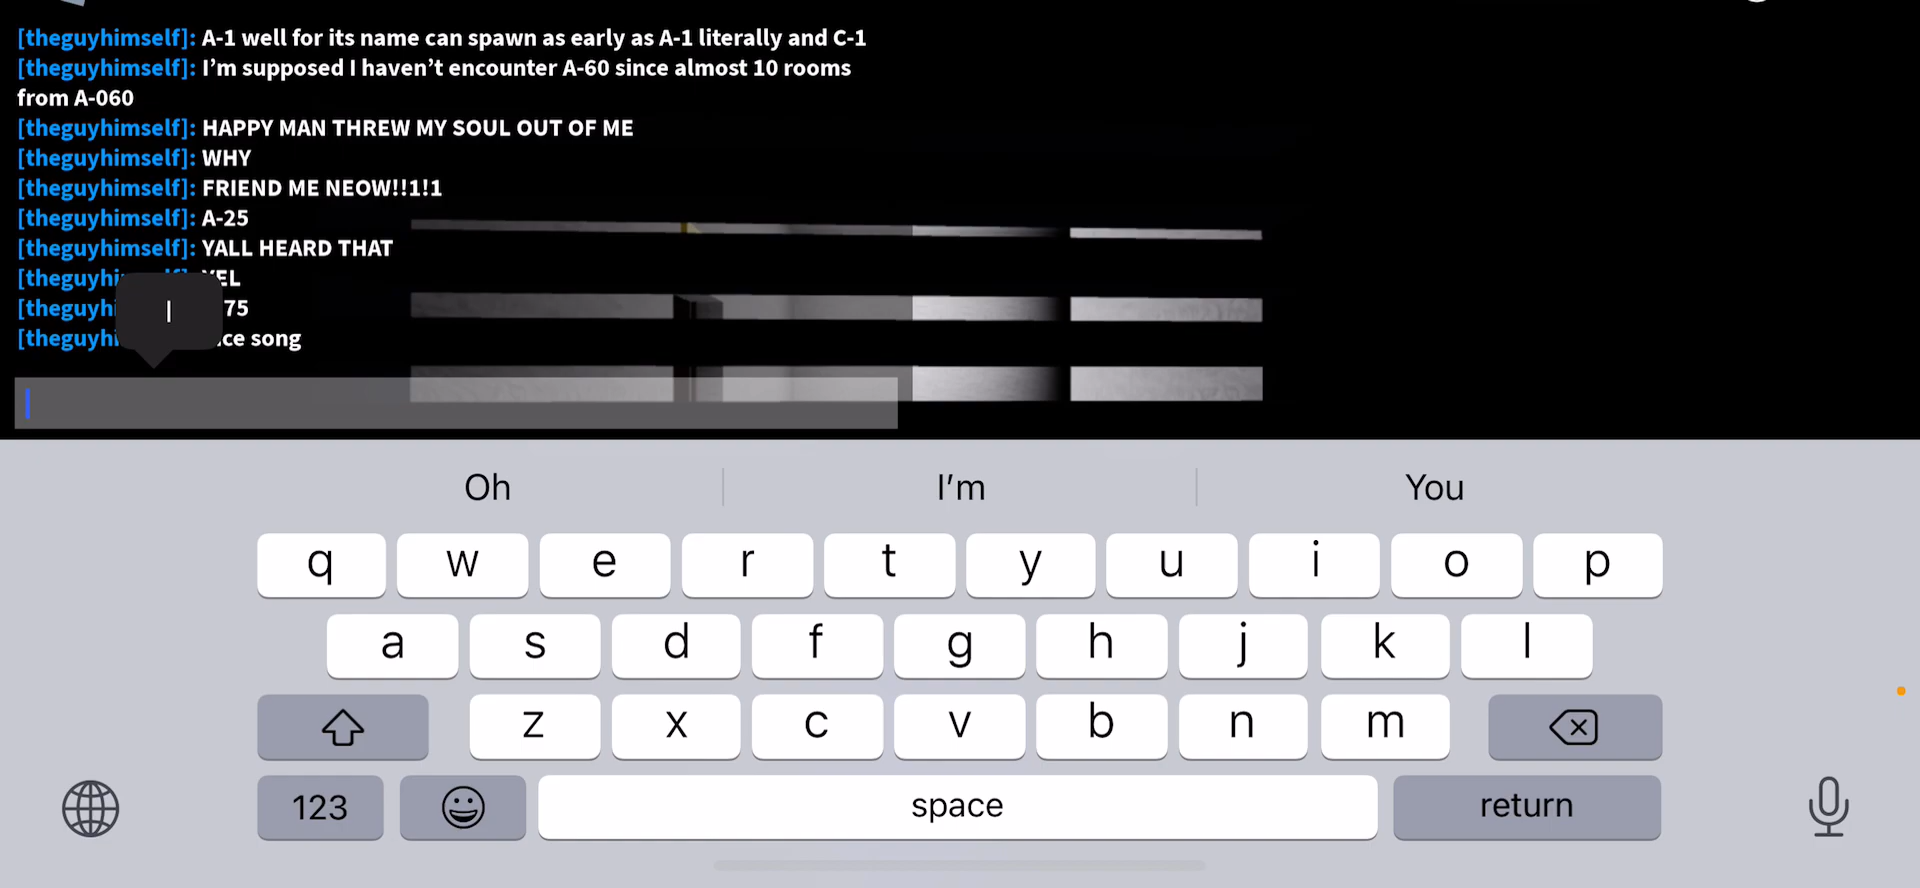 [theguyhimself]: A-1 well for its name can spawn as early as A-1 literally and C-1
[theguyhimself]: I'm supposed I haven't encounter A-60 since almost 10 rooms
from A-060
[theguyhimself]: HAPPY MAN THREW MY SOUL OUT OF ME
[theguyhimself]: WHY
[theguyhimself]: FRIEND ME NEOW!!1!1
[theguyhimself]: A-25
[theguyhimself]: YALL HEARD THAT
[theguyhi
75
[theguyhi
song
Oh I'm You
q w e r t y u i o p
a s d f g h j k l
z x c v b n m
123 space return